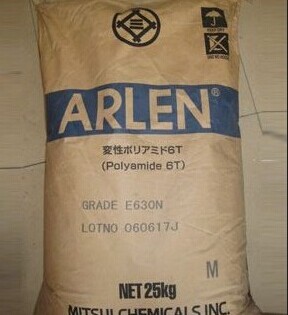 ARLEN®
変性ポリアミド6T
(Polyamide 6T)
GRADE E630N
LOTNO 060617J
M
NET 25kg
MITSUI CHEMICALS INC.